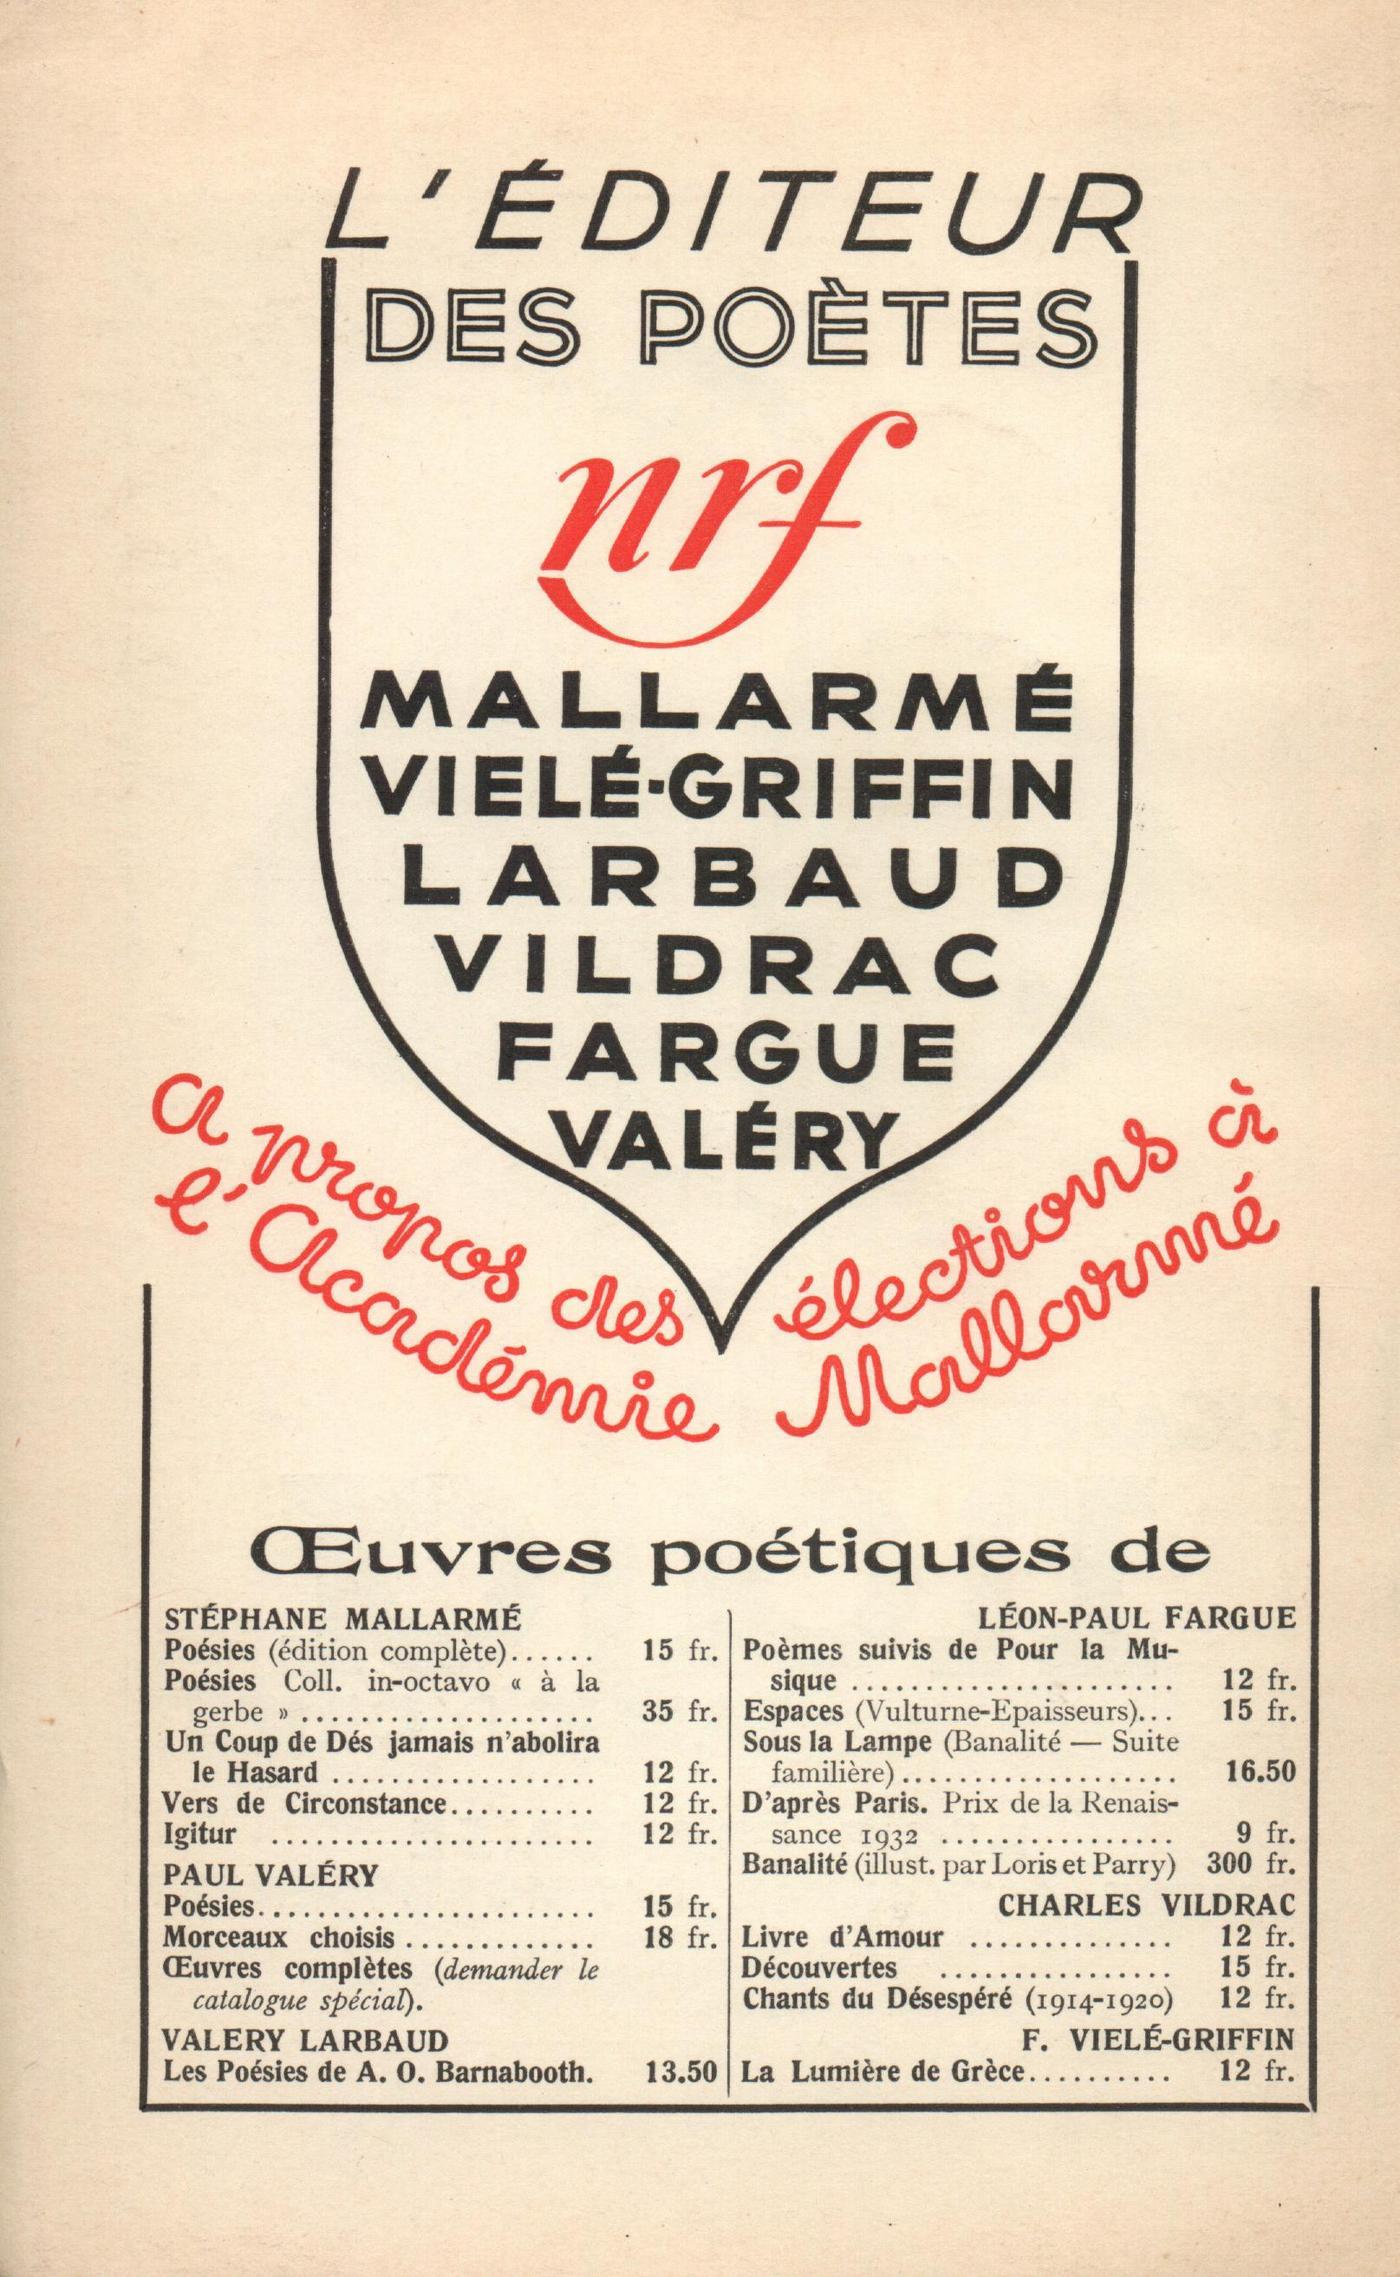 L'ÉDITEUR
DES POÈTES
nrf
MALLARMÉ
VIELÉ-GRIFFIN
LARBAUD
VILDRAC
FARGUE
VALÉRY
a propos des élections à
l'Académie Mallarmé
Œuvres poétiques de
STÉPHANE MALLARMÉ
Poésies (édition complète)...... 15 fr.
Poésies Coll. in-octavo « à la
gerbe » .................... 35 fr.
Un Coup de Dés jamais n'abolira
le Hasard .................. 12 fr.
Vers de Circonstance.......... 12 fr.
Igitur ...................... 12 fr.
PAUL VALÉRY
Poésies....................... 15 fr.
Morceaux choisis ............. 18 fr.
Œuvres complètes (demander le
catalogue spécial).
VALERY LARBAUD
Les Poésies de A. O. Barnabooth. 13.50
LÉON-PAUL FARGUE
Poèmes suivis de Pour la Mu-
sique ...................... 12 fr.
Espaces (Vulturne-Epaisseurs)... 15 fr.
Sous la Lampe (Banalité — Suite
familière)................... 16.50
D'après Paris. Prix de la Renais-
sance 1932 ................ 9 fr.
Banalité (illust. par Loris et Parry) 300 fr.
CHARLES VILDRAC
Livre d'Amour .............. 12 fr.
Découvertes ................ 15 fr.
Chants du Désespéré (1914-1920) 12 fr.
F. VIELÉ-GRIFFIN
La Lumière de Grèce.......... 12 fr.